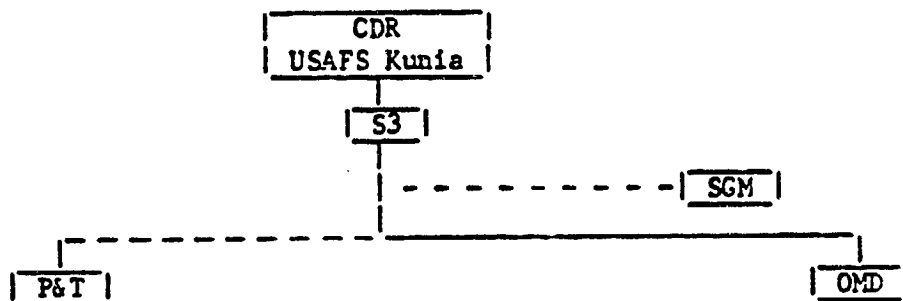 CDR
USAFS Kunia
S3
SGM
P&T
OMD